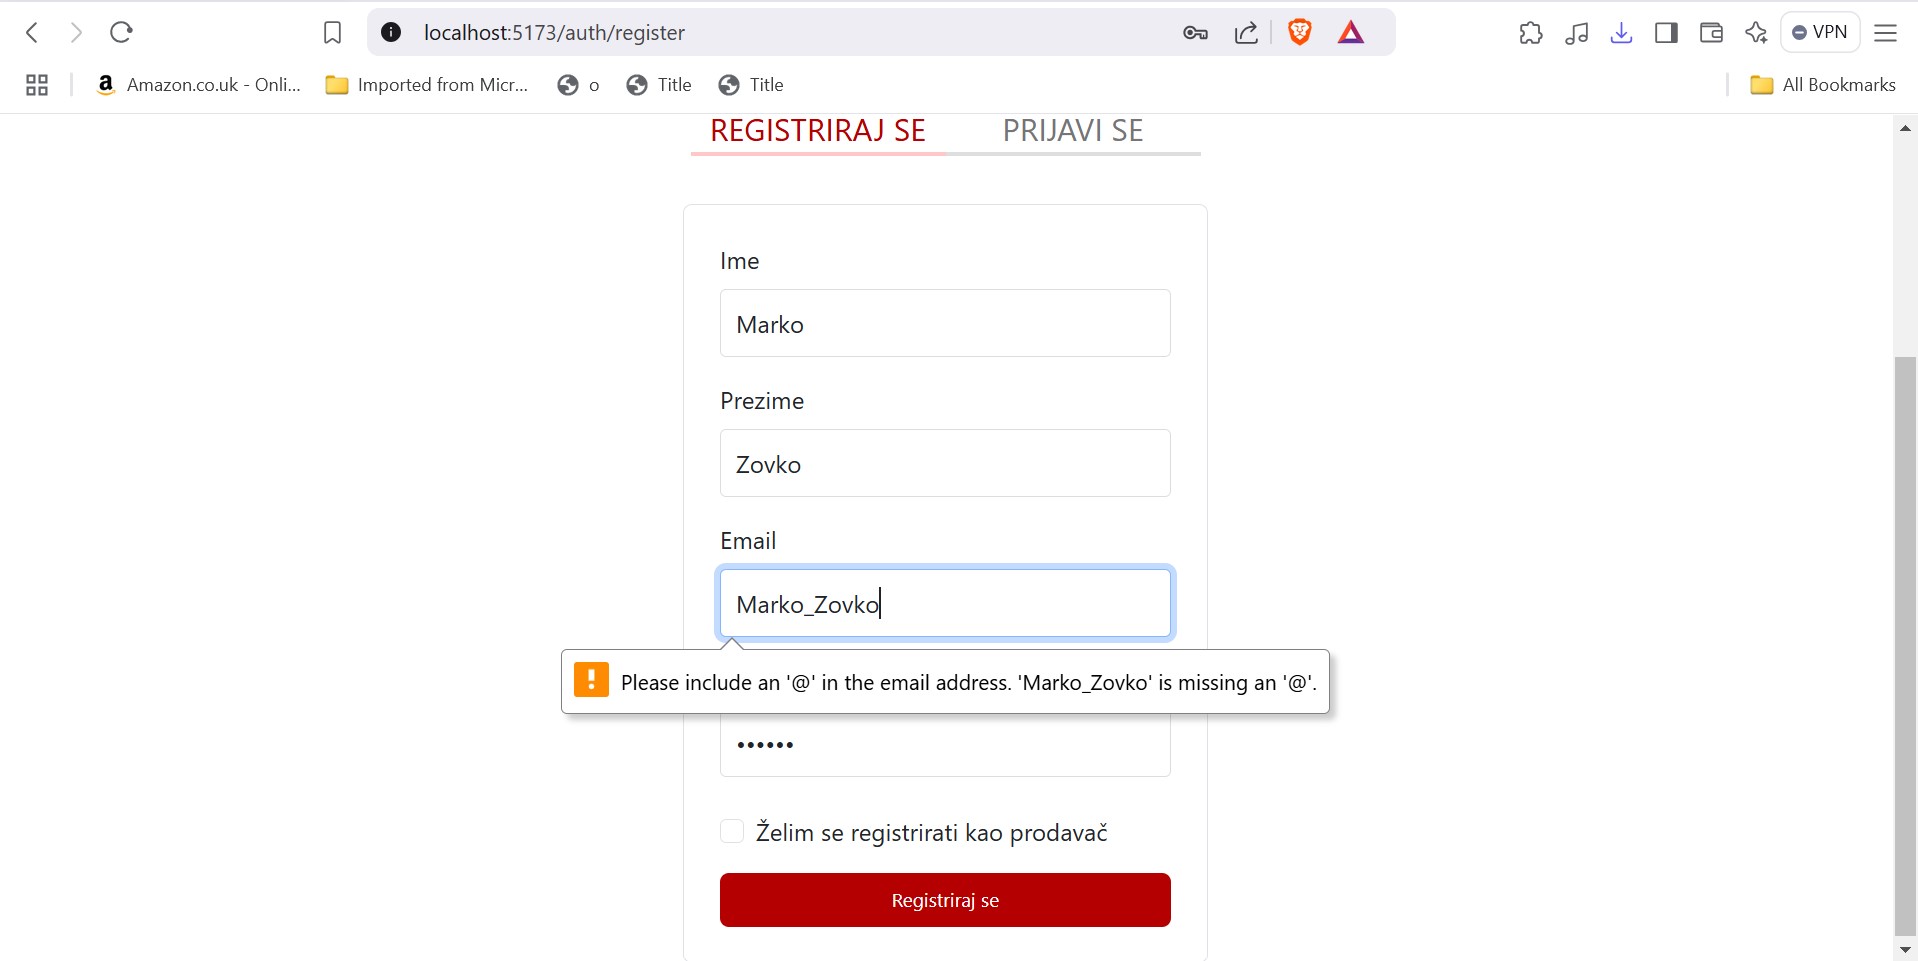 localhost:5173/auth/register
VPN
Amazon.co.uk - Onli...
Imported from Micr...
o
Title
Title
All Bookmarks
REGISTRIRAJ SE
PRIJAVI SE
Ime
Marko
Prezime
Zovko
Email
Marko_Zovko
Please include an '@' in the email address. 'Marko_Zovko' is missing an '@'.
••••••
Želim se registrirati kao prodavač
Registriraj se